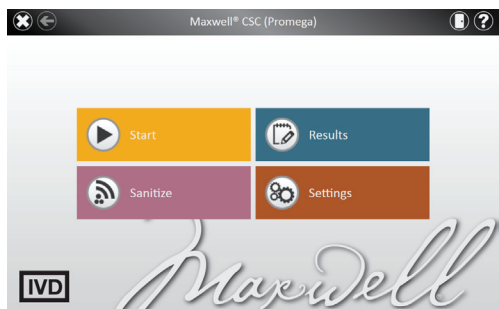 Maxwell® CSC (Promega)
?
Start
Results
Sanitize
Settings
IVD
Maxwell